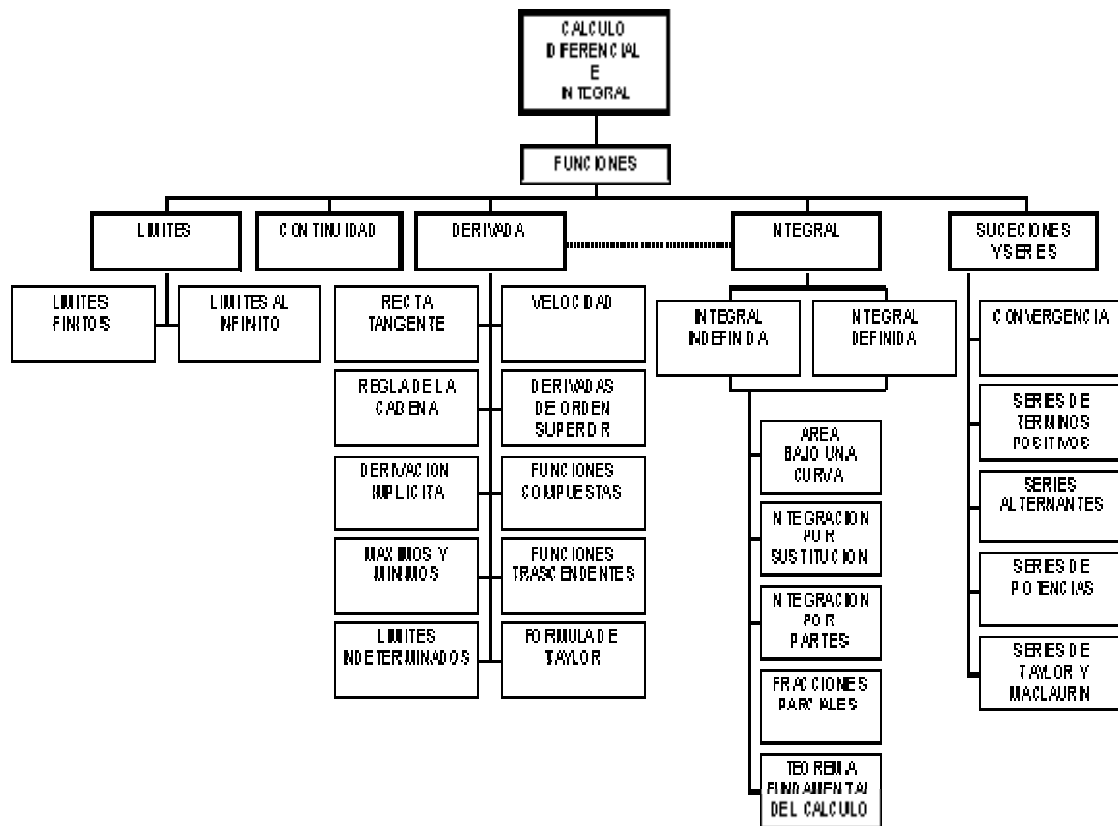 CALCULO
DIFERENCIAL
E
INTEGRAL
FUNCIONES
LIMITES
CONTINUIDAD
DERIVADA
INTEGRAL
SUCECIONES
Y SERIES
LIMITES
FINITOS
LIMITES AL
INFINITO
RECTA
TANGENTE
VELOCIDAD
REGLA DE LA
CADENA
DERIVADAS
DE ORDEN
SUPERIOR
DERIVACION
IMPLICITA
FUNCIONES
COMPUESTAS
MAXIMOS Y
MINIMOS
FUNCIONES
TRASCENDENTES
LIMITES
INDETERMINADOS
FORMULA DE
TAYLOR
INTEGRAL
INDEFINIDA
INTEGRAL
DEFINIDA
AREA
BAJO UNA
CURVA
INTEGRACION
POR
SUSTITUCION
INTEGRACION
POR
PARTES
FRACCIONES
PARCIALES
TEOREMA
FUNDAMENTAL
DEL CALCULO
CONVERGENCIA
SERIES DE
TERMINOS
POSITIVOS
SERIES
ALTERNANTES
SERIES DE
POTENCIAS
SERIES DE
TAYLOR Y
MACLAURIN